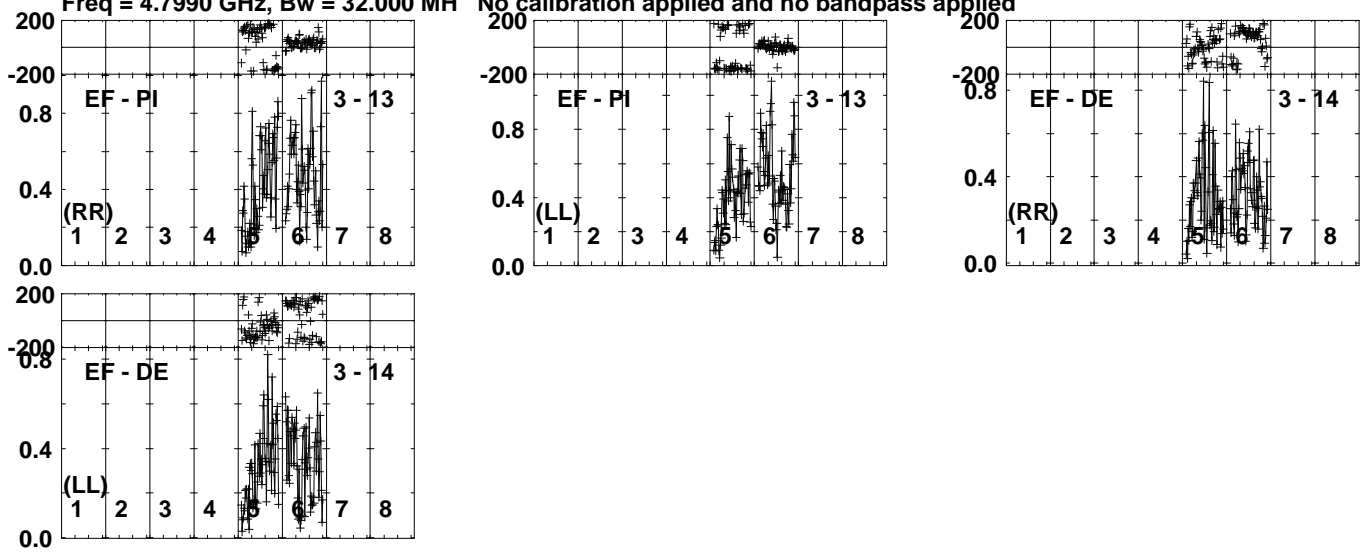 Freq = 4.7990 GHz, Bw = 32.000 MH No calibration applied and no bandpass applied
200
-200
0.8
0.4
0.0
EF - PI
3 - 13
(RR)
1 2 3 4 5 6 7 8
200
-200
0.8
0.4
0.0
EF - PI
3 - 13
(LL)
1 2 3 4 5 6 7 8
200
-200
0.8
0.4
0.0
EF - DE
3 - 14
(RR)
1 2 3 4 5 6 7 8
200
-200
0.8
0.4
0.0
EF - DE
3 - 14
(LL)
1 2 3 4 5 6 7 8